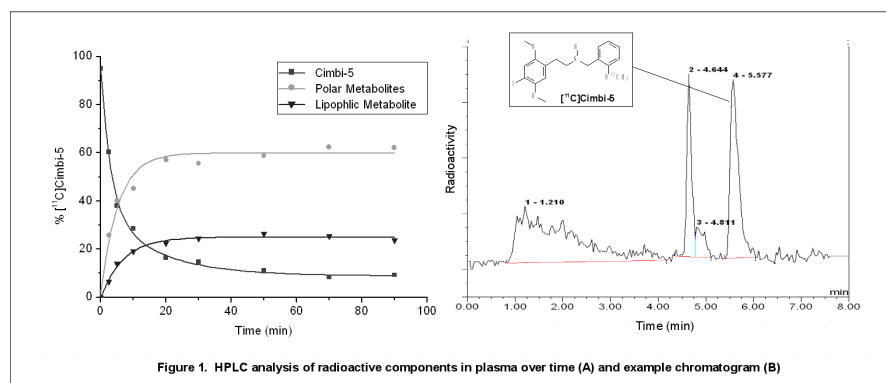 100
80
60
40
20
0
% [11C]Cimbi-5
0 20 40 60 80 100
Time (min)
Cimbi-5
Polar Metabolites
Lipophlic Metabolite
[11C]Cimbi-5
2 - 4.644
4 - 5.577
1 - 1.210
3 - 4.811
Radioactivity
min
0.00 1.00 2.00 3.00 4.00 5.00 6.00 7.00 8.00
Time (min)
Figure 1. HPLC analysis of radioactive components in plasma over time (A) and example chromatogram (B)